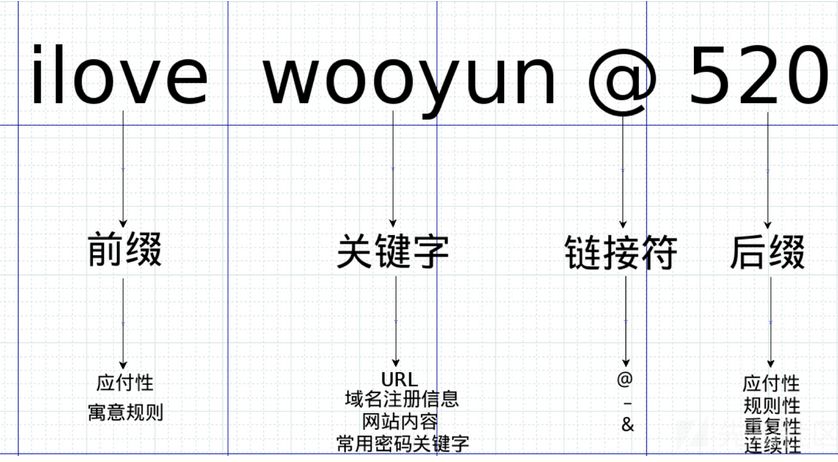 ilove wooyun @ 520
前缀 关键字 链接符 后缀
应付性
寓意规则
URL
域名注册信息
网站内容
常用密码关键字
@
-
&
应付性
规则性
重复性
连续性